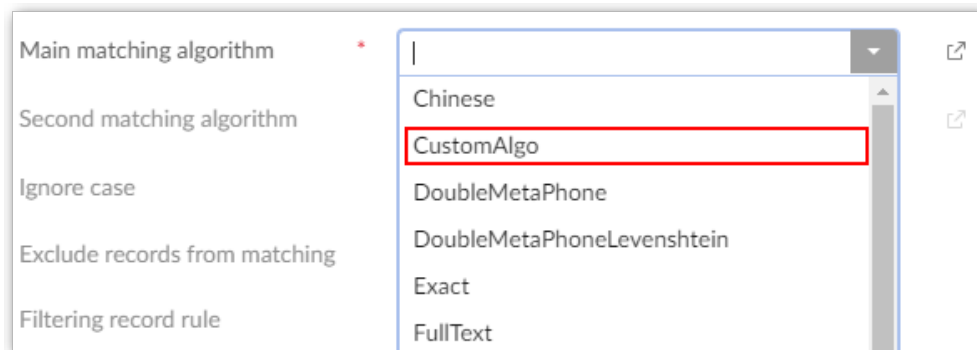 Main matching algorithm *
Chinese
Second matching algorithm
CustomAlgo
Ignore case
DoubleMetaPhone
DoubleMetaPhoneLevenshtein
Exclude records from matching
Exact
Filtering record rule
FullText